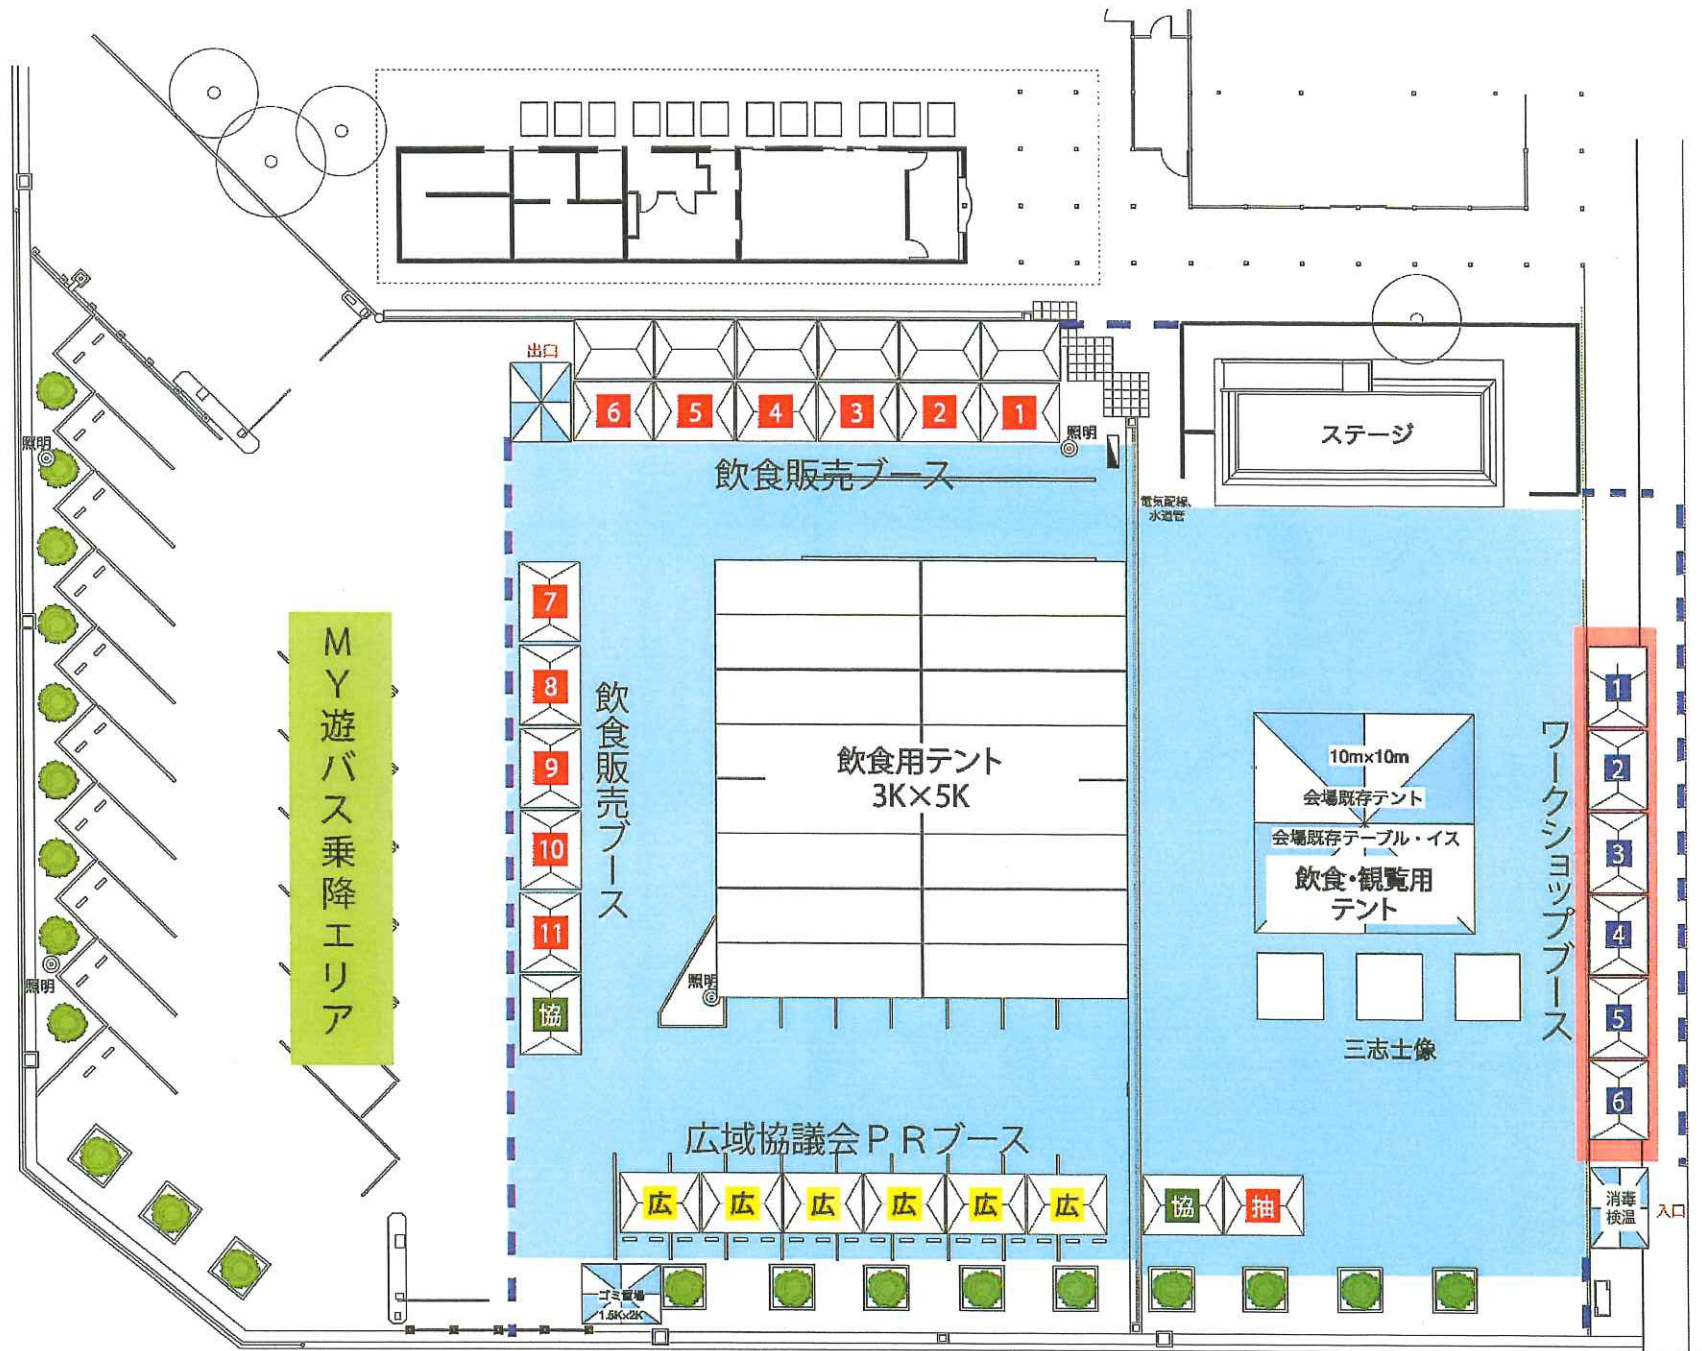 出口
6
5
4
3
2
1
照明
飲食販売ブース
ステージ
電気配線、
水道管
照明
7
8
9
10
11
協
飲食販売ブース
MY遊バス乗降エリア
飲食用テント
3K×5K
照明
10m×10m
会場既存テント
会場既存テーブル・イス
飲食・観覧用
テント
三志士像
ワークショップブース
1
2
3
4
5
6
照明
広域協議会PRブース
広
広
広
広
広
広
協
抽
消毒
検温
入口
ゴミ置場
1.5K×2K